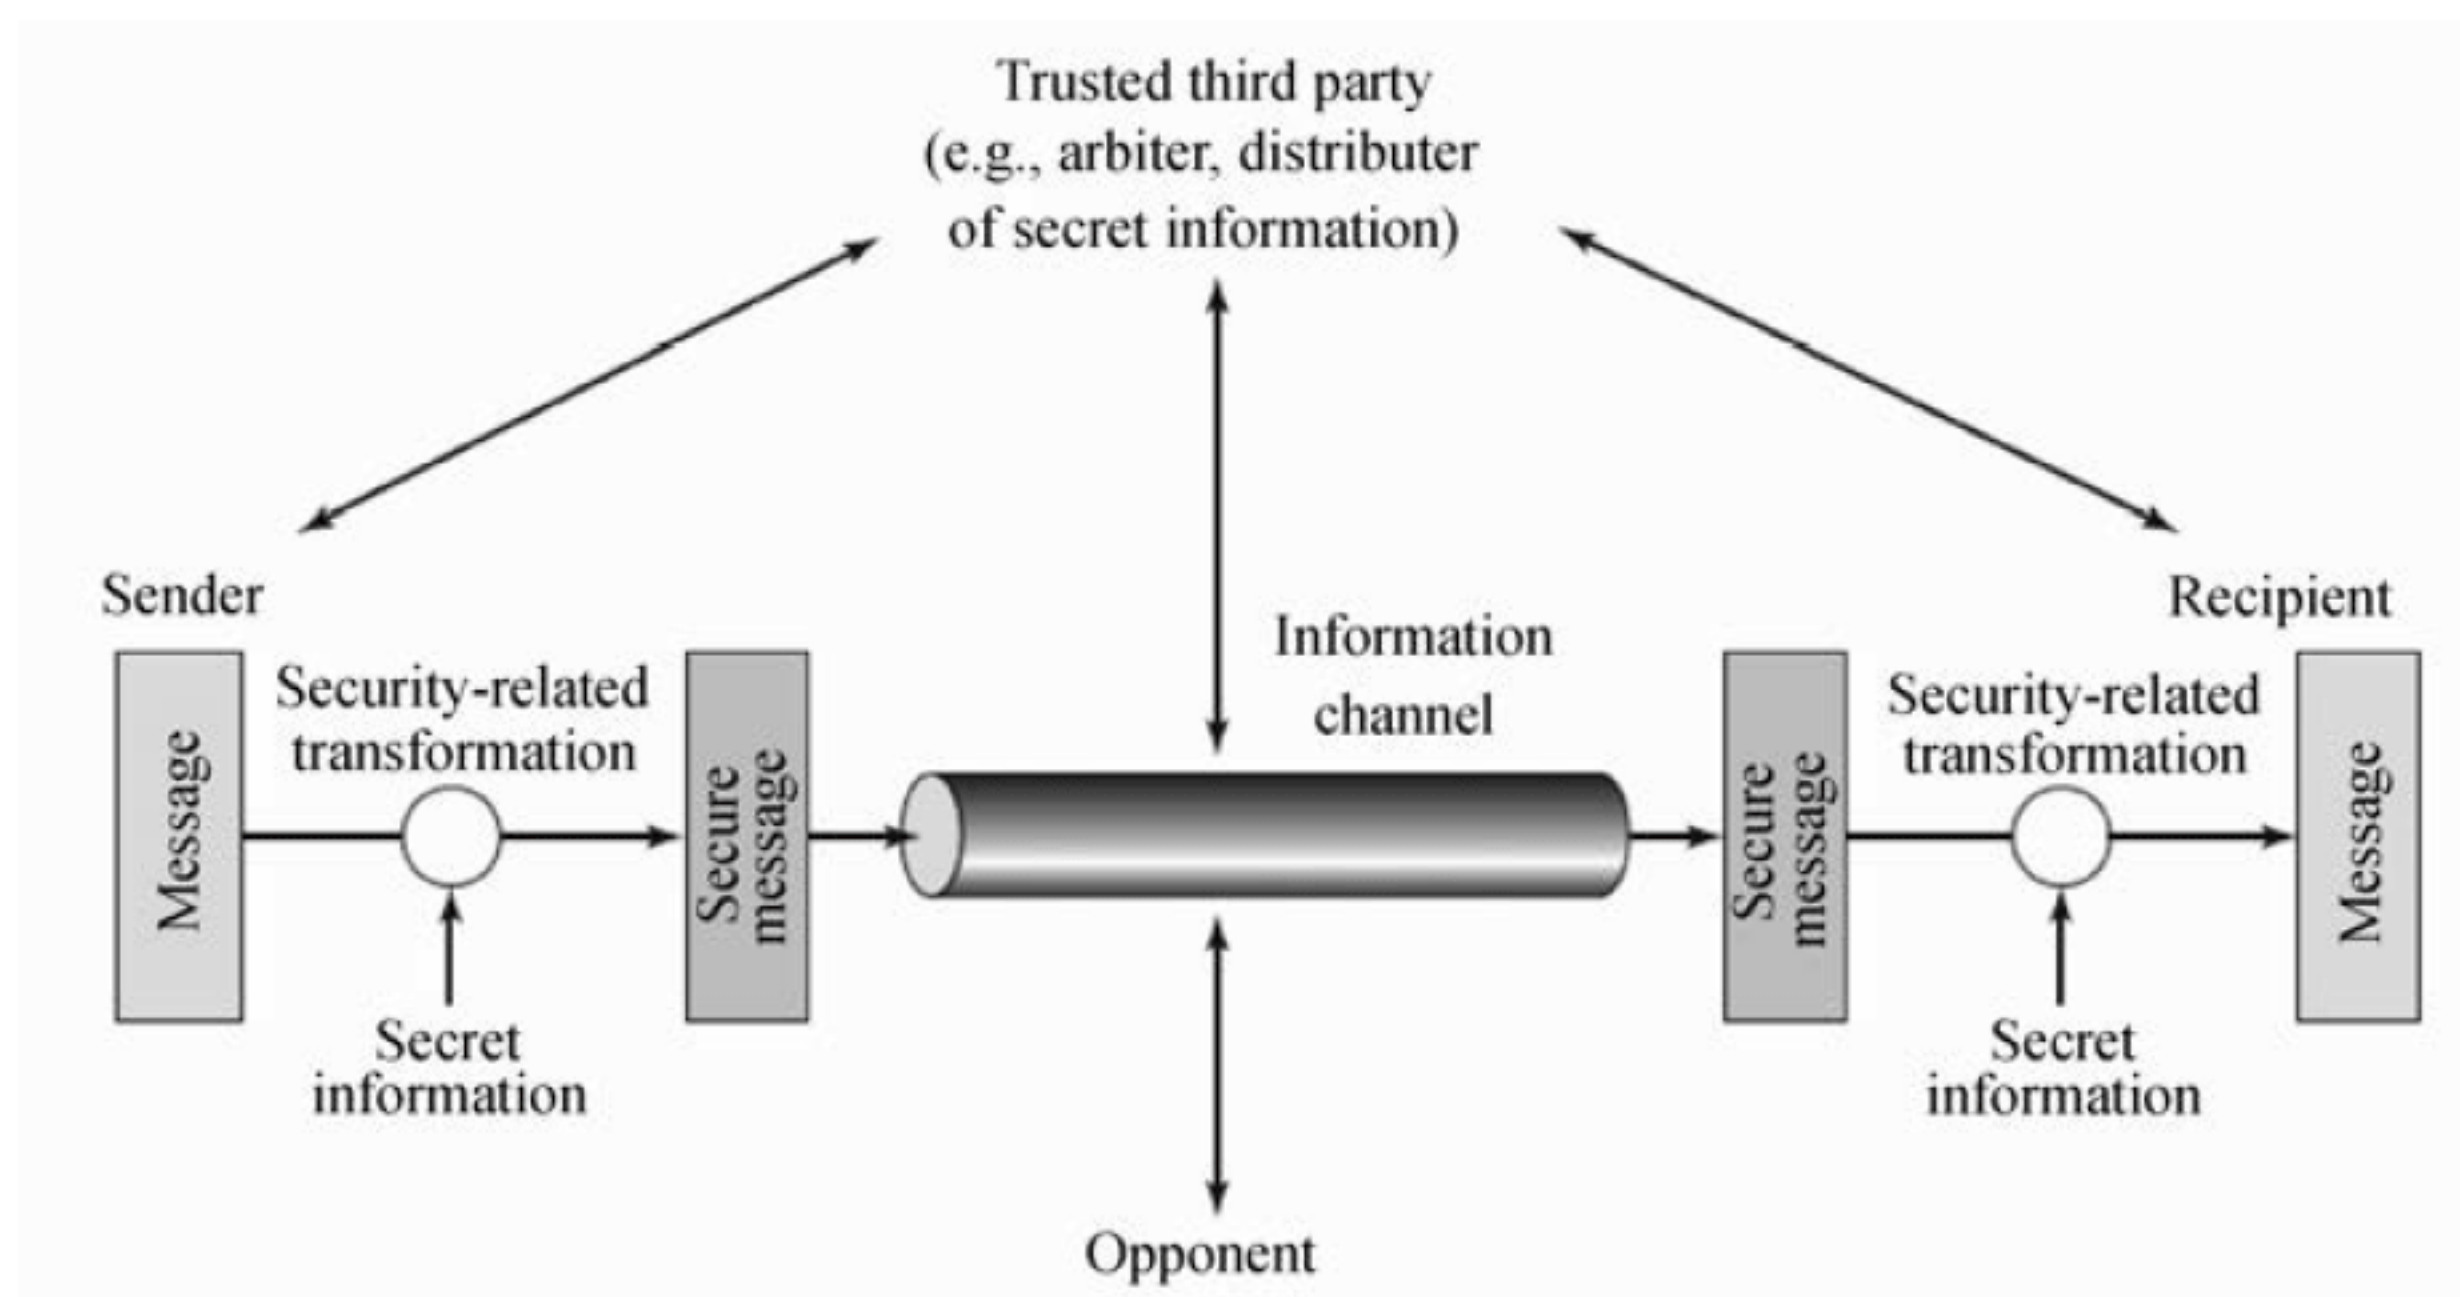 Trusted third party
(e.g., arbiter, distributer
of secret information)
Sender
Recipient
Information
channel
Security-related
transformation
Security-related
transformation
Message
Secure
message
Secure
message
Message
Secret
information
Secret
information
Opponent